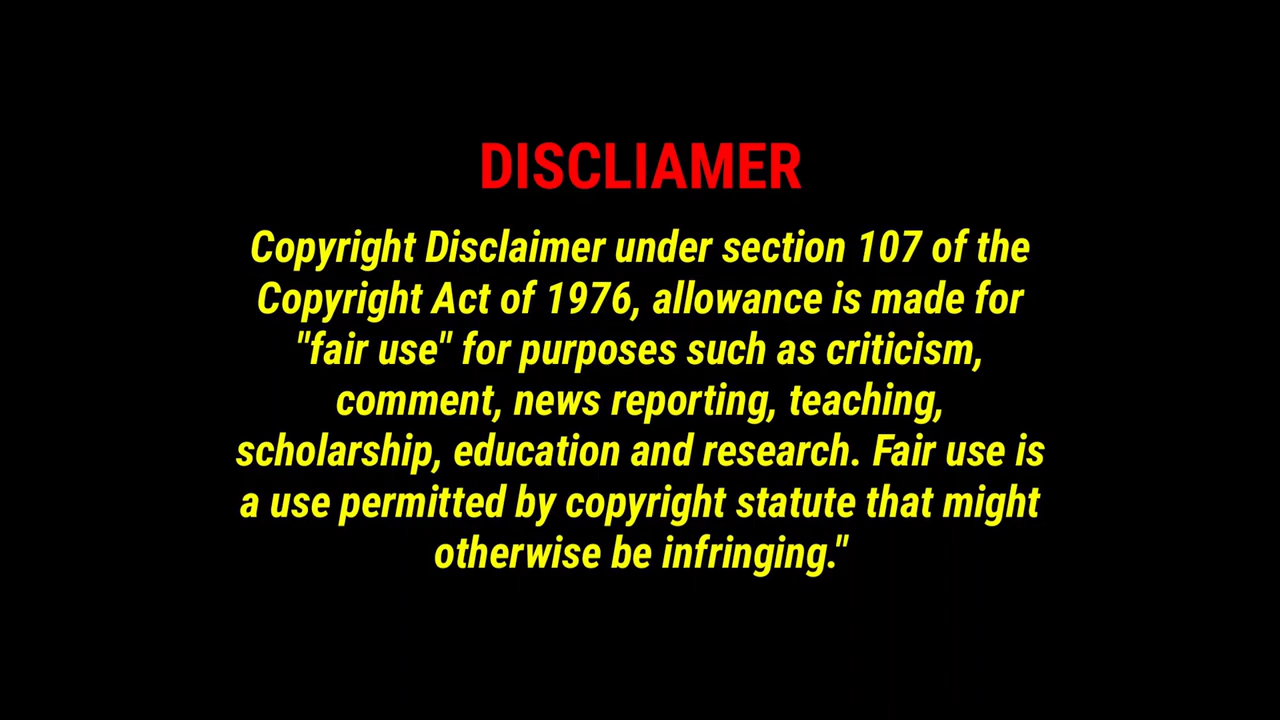 DISCLIAMER
Copyright Disclaimer under section 107 of the
Copyright Act of 1976, allowance is made for
"fair use" for purposes such as criticism,
comment, news reporting, teaching,
scholarship, education and research. Fair use is
a use permitted by copyright statute that might
otherwise be infringing."